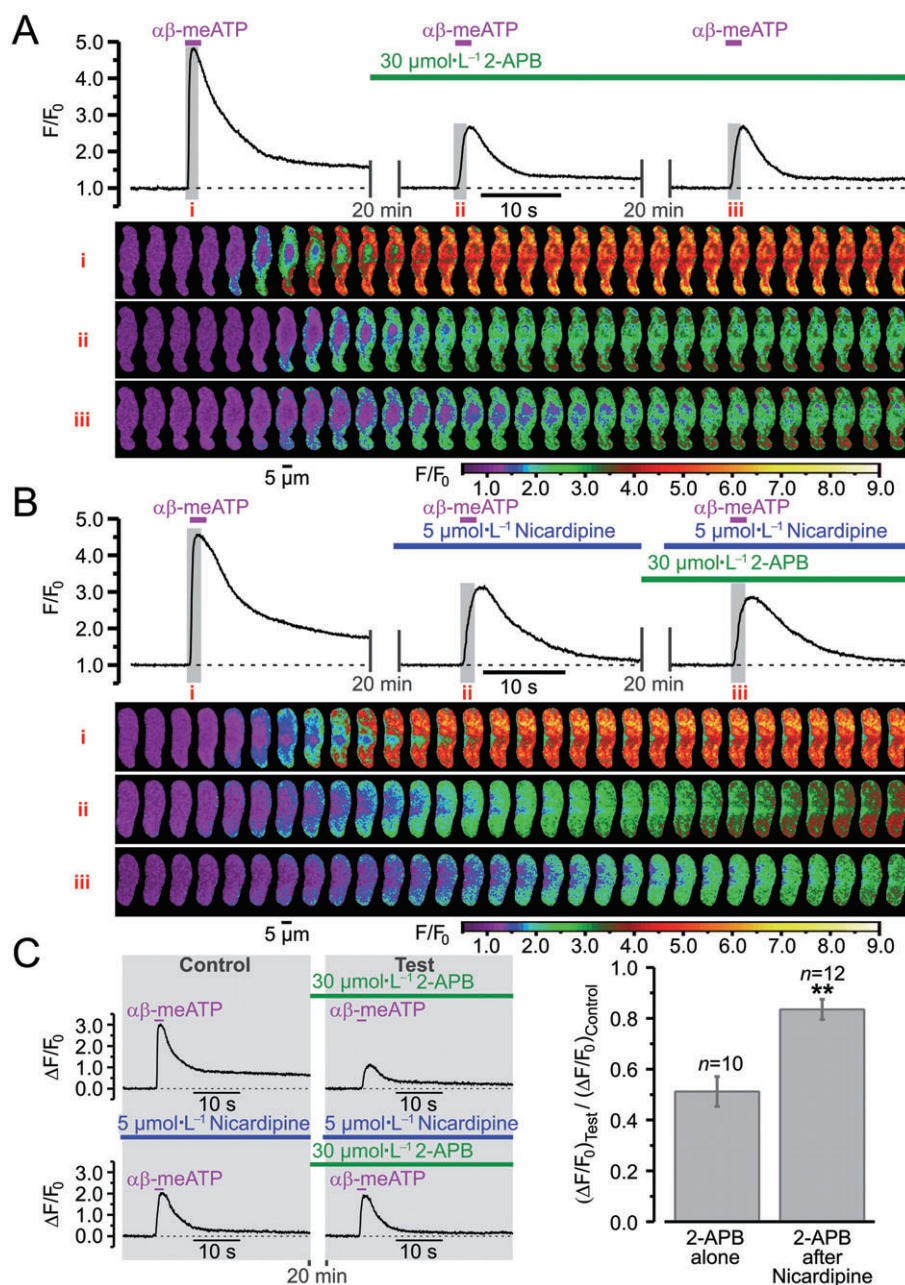 A
αβ-meATP αβ-meATP αβ-meATP
30 µmol·L⁻¹ 2-APB
5.0
4.0
3.0
2.0
1.0
F/F₀
i ii iii
20 min 20 min
10 s
i
ii
iii
5 µm
F/F₀
1.0 2.0 3.0 4.0 5.0 6.0 7.0 8.0 9.0
B
αβ-meATP αβ-meATP αβ-meATP
5 µmol·L⁻¹ Nicardipine 5 µmol·L⁻¹ Nicardipine
30 µmol·L⁻¹ 2-APB
5.0
4.0
3.0
2.0
1.0
F/F₀
i ii iii
20 min 20 min
10 s
i
ii
iii
5 µm
F/F₀
1.0 2.0 3.0 4.0 5.0 6.0 7.0 8.0 9.0
C
Control Test
30 µmol·L⁻¹ 2-APB
αβ-meATP αβ-meATP
3.0
2.0
1.0
0.0
ΔF/F₀
10 s 10 s
5 µmol·L⁻¹ Nicardipine 5 µmol·L⁻¹ Nicardipine
30 µmol·L⁻¹ 2-APB
αβ-meATP αβ-meATP
3.0
2.0
1.0
0.0
ΔF/F₀
10 s 10 s
20 min
(ΔF/F₀)Test / (ΔF/F₀)Control
1.0
0.8
0.6
0.4
0.2
0.0
n=10
n=12
**
2-APB alone
2-APB after Nicardipine